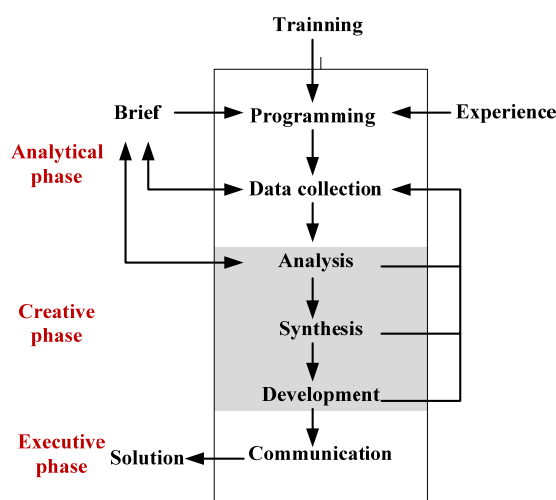 Trainning
Brief
Programming
Experience
Analytical
phase
Data collection
Analysis
Creative
phase
Synthesis
Development
Executive
phase
Solution
Communication